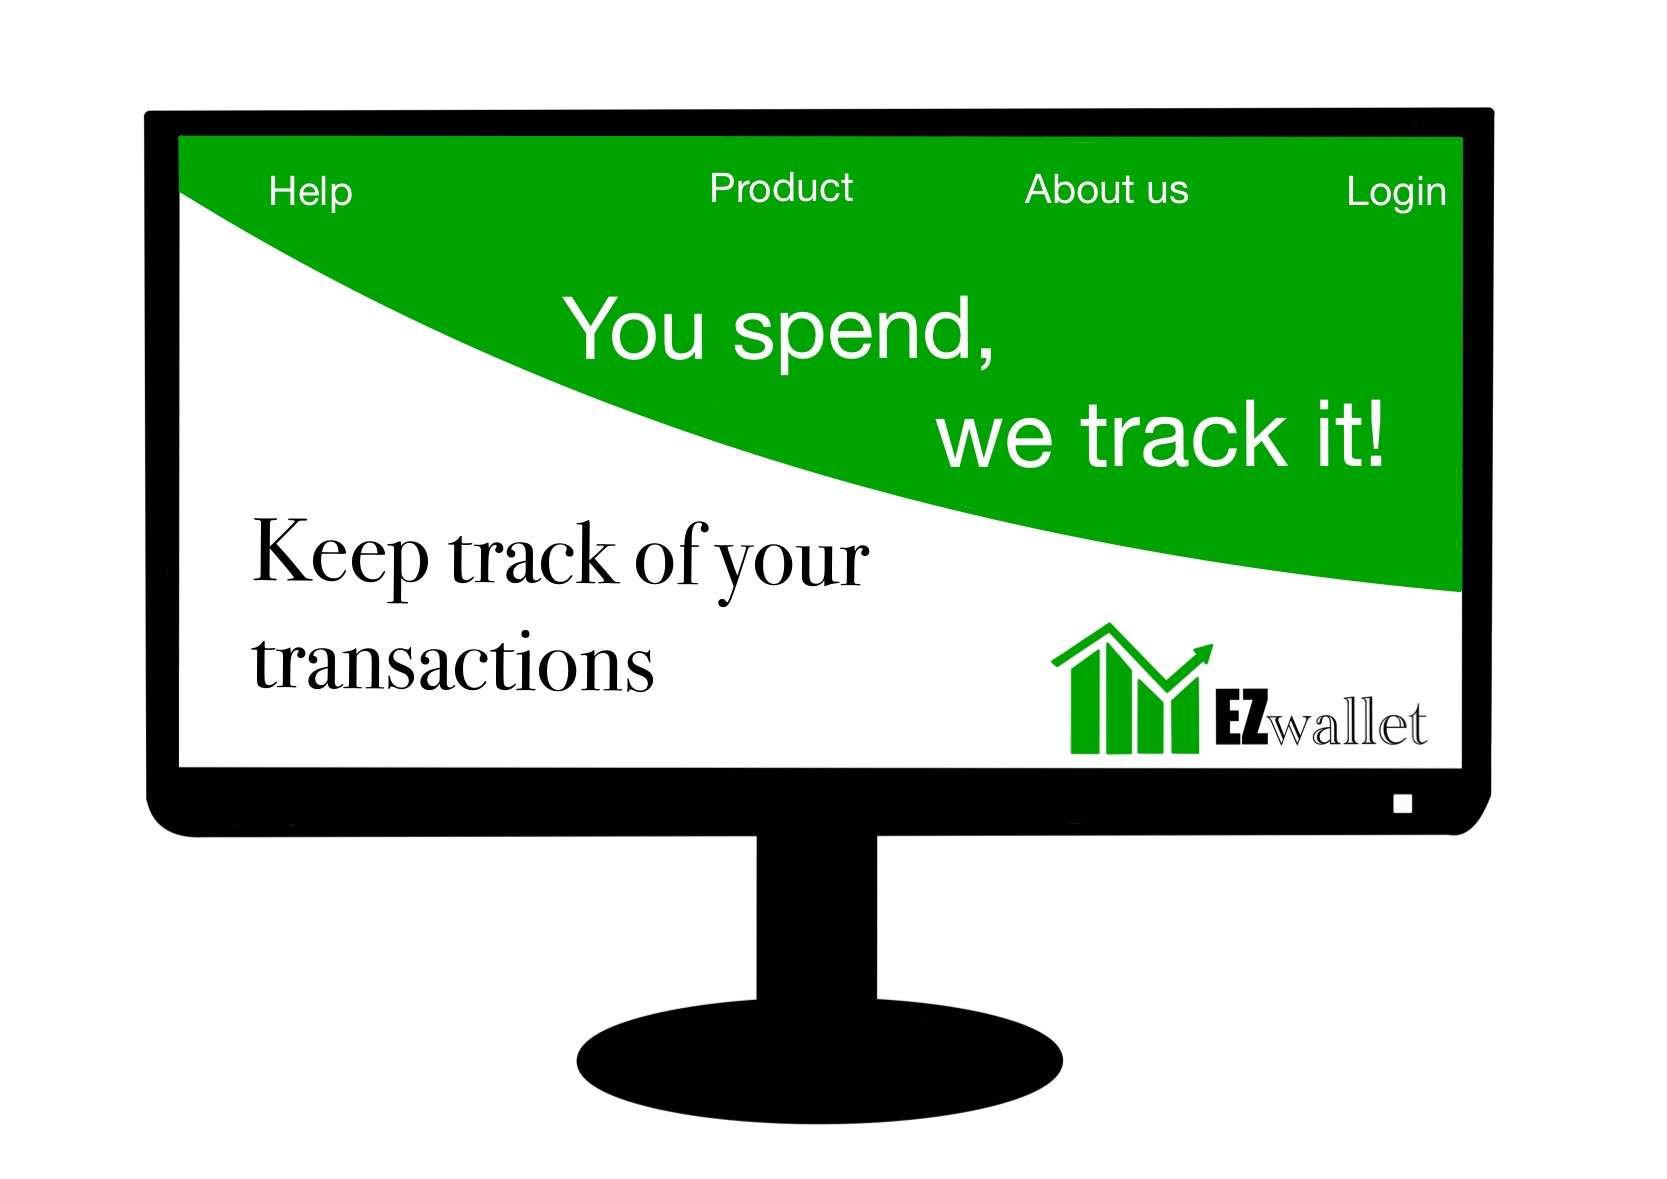 Help Product About us Login
You spend,
we track it!
Keep track of your
transactions
EZwallet